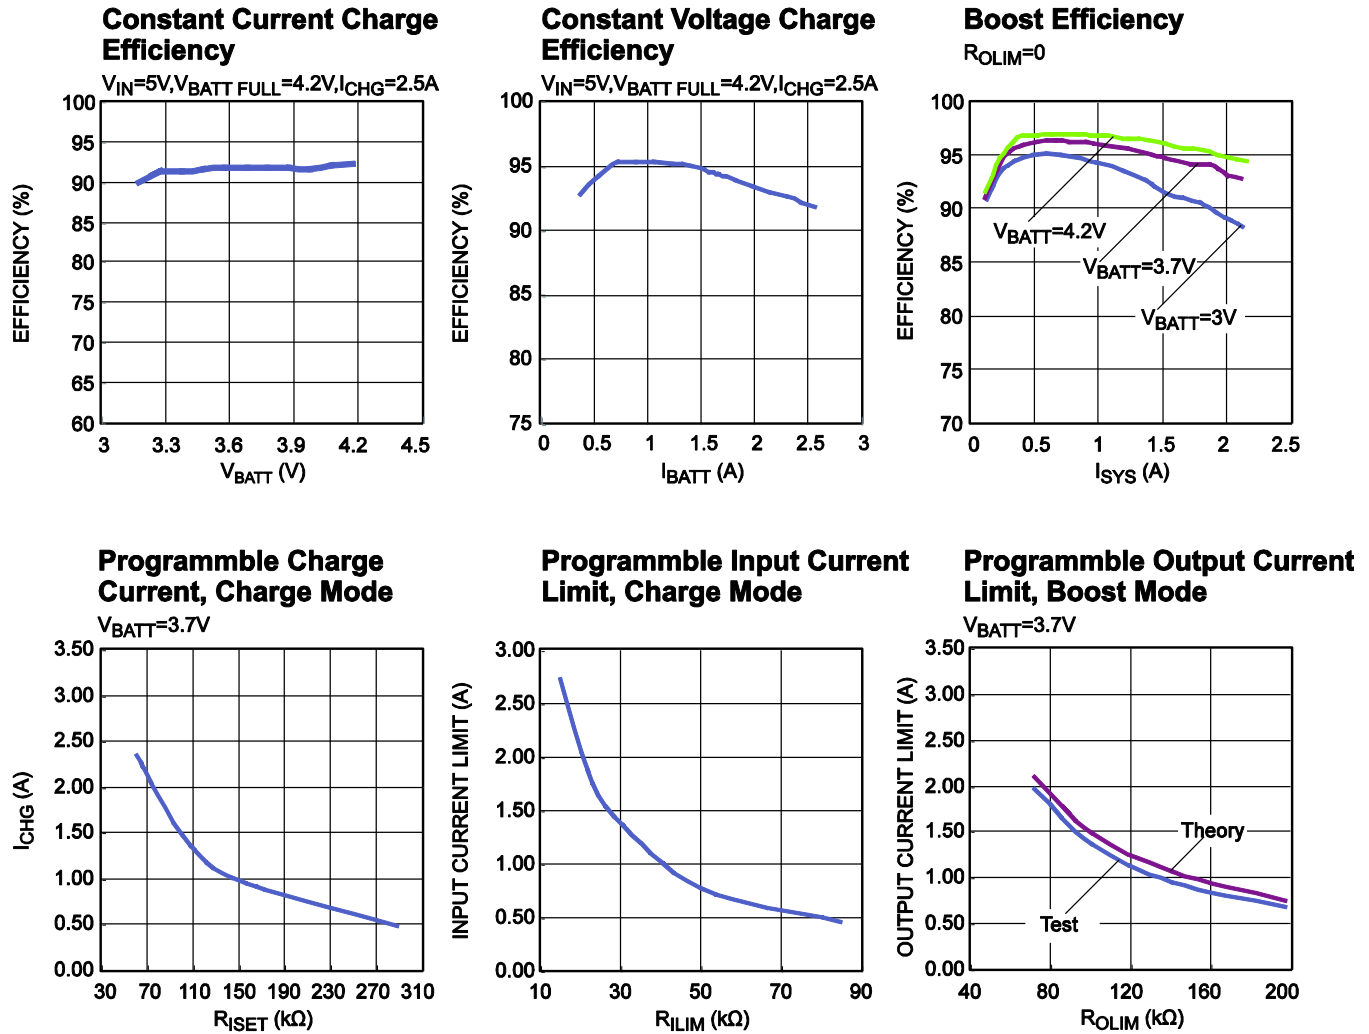 Constant Current Charge
Efficiency
VIN=5V,VBATT FULL=4.2V,ICHG=2.5A
100
95
90
85
80
75
70
65
60
3
3.3
3.6
3.9
4.2
4.5
EFFICIENCY (%)
VBATT (V)
Constant Voltage Charge
Efficiency
VIN=5V,VBATT FULL=4.2V,ICHG=2.5A
100
95
90
85
80
75
0
0.5
1
1.5
2
2.5
3
EFFICIENCY (%)
IBATT (A)
Boost Efficiency
ROLIM=0
100
95
90
85
80
75
70
0
0.5
1
1.5
2
2.5
EFFICIENCY (%)
ISYS (A)
VBATT=4.2V
VBATT=3.7V
VBATT=3V
Programmble Charge
Current, Charge Mode
VBATT=3.7V
3.50
3.00
2.50
2.00
1.50
1.00
0.50
0.00
30
70
110
150
190
230
270
310
ICHG (A)
RISET (kΩ)
Programmble Input Current
Limit, Charge Mode
3.00
2.50
2.00
1.50
1.00
0.50
0.00
10
30
50
70
90
INPUT CURRENT LIMIT (A)
RILIM (kΩ)
Programmble Output Current
Limit, Boost Mode
VBATT=3.7V
3.50
3.00
2.50
2.00
1.50
1.00
0.50
0.00
40
80
120
160
200
OUTPUT CURRENT LIMIT (A)
ROLIM (kΩ)
Theory
Test